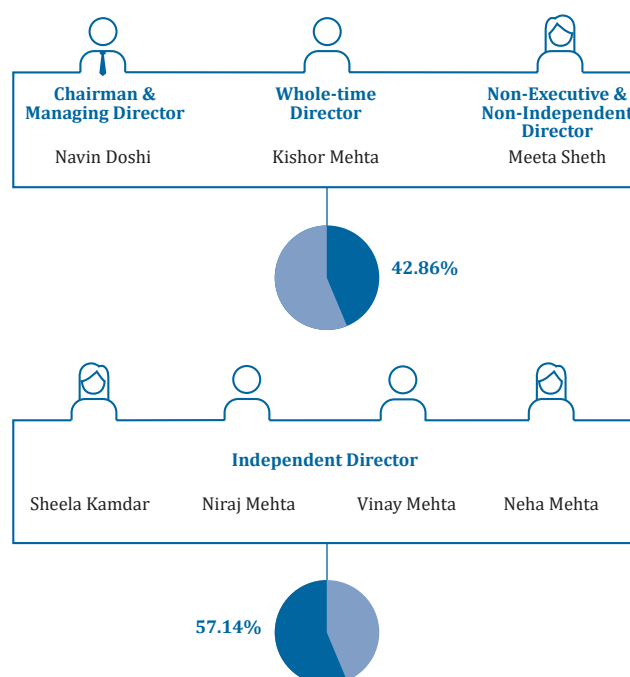 Chairman &
Managing Director
Navin Doshi
Whole-time
Director
Kishor Mehta
Non-Executive &
Non-Independent
Director
Meeta Sheth
42.86%
Independent Director
Sheela Kamdar
Niraj Mehta
Vinay Mehta
Neha Mehta
57.14%